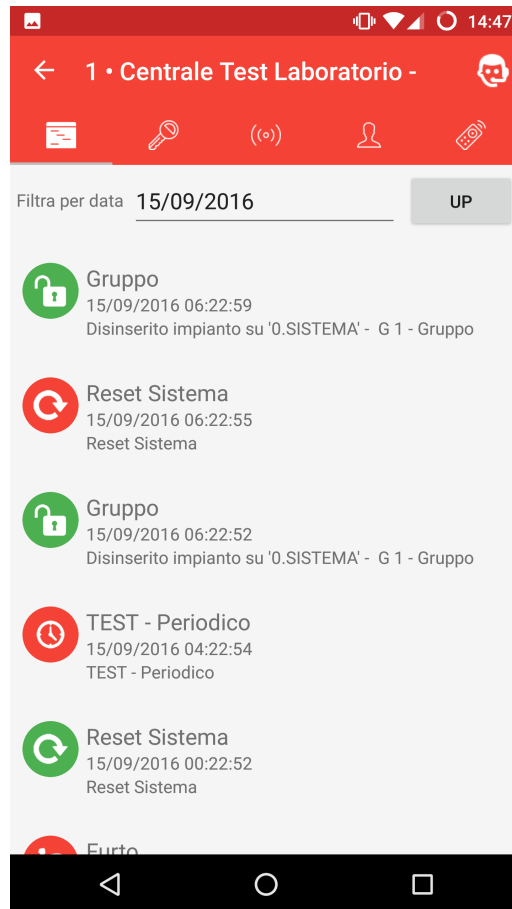 14:47
1 • Centrale Test Laboratorio -
Filtra per data 15/09/2016 UP
Gruppo
15/09/2016 06:22:59
Disinserito impianto su '0.SISTEMA' - G 1 - Gruppo
Reset Sistema
15/09/2016 06:22:55
Reset Sistema
Gruppo
15/09/2016 06:22:52
Disinserito impianto su '0.SISTEMA' - G 1 - Gruppo
TEST - Periodico
15/09/2016 04:22:54
TEST - Periodico
Reset Sistema
15/09/2016 00:22:52
Reset Sistema
Furto